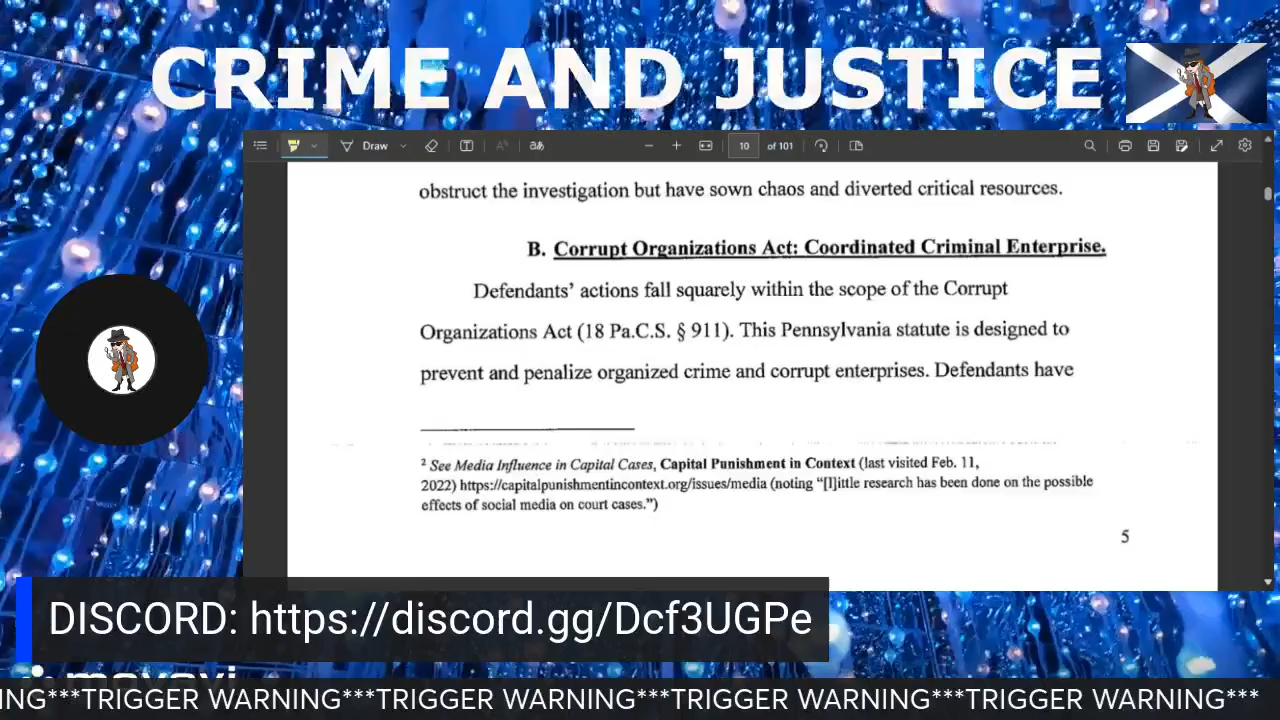 CRIME AND JUSTICE
Draw
10 of 101
obstruct the investigation but have sown chaos and diverted critical resources.
B. Corrupt Organizations Act: Coordinated Criminal Enterprise.
Defendants’ actions fall squarely within the scope of the Corrupt
Organizations Act (18 Pa.C.S. § 911). This Pennsylvania statute is designed to
prevent and penalize organized crime and corrupt enterprises. Defendants have
² See Media Influence in Capital Cases, Capital Punishment in Context (last visited Feb. 11,
2022) https://capitalpunishmentincontext.org/issues/media (noting “[l]ittle research has been done on the possible
effects of social media on court cases.”)
5
DISCORD: https://discord.gg/Dcf3UGPe
NING***TRIGGER WARNING***TRIGGER WARNING***TRIGGER WARNING***TRIGGER WARNING***